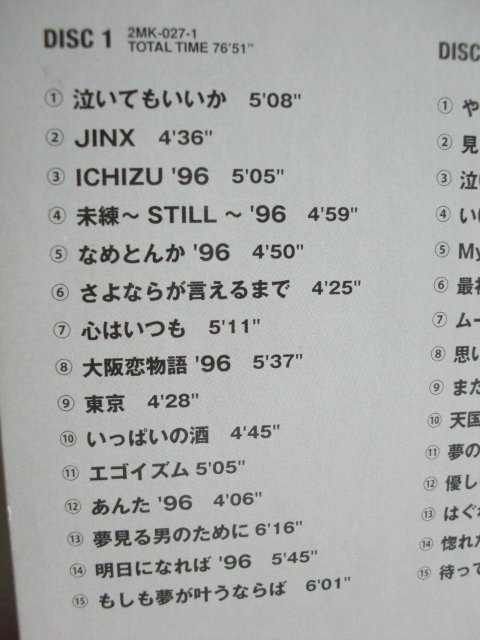 DISC 1 2MK-027-1
TOTAL TIME 76'51"
① 泣いてもいいか 5'08"
② JINX 4'36"
③ ICHIZU '96 5'05"
④ 未練～ STILL ～ '96 4'59"
⑤ なめとんか '96 4'50"
⑥ さよならが言えるまで 4'25"
⑦ 心はいつも 5'11"
⑧ 大阪恋物語 '96 5'37"
⑨ 東京 4'28"
⑩ いっぱいの酒 4'45"
⑪ エゴイズム 5'05"
⑫ あんた '96 4'06"
⑬ 夢見る男のために 6'16"
⑭ 明日になれば '96 5'45"
⑮ もしも夢が叶うならば 6'01"
DISC
① や
② 見
③ 泣い
④ い
⑤ My
⑥ 最初
⑦ ムー
⑧ 思い
⑨ また
⑩ 天国
⑪ 夢の
⑫ 優し
⑬ はぐれ
⑭ 惚れた
⑮ 待って